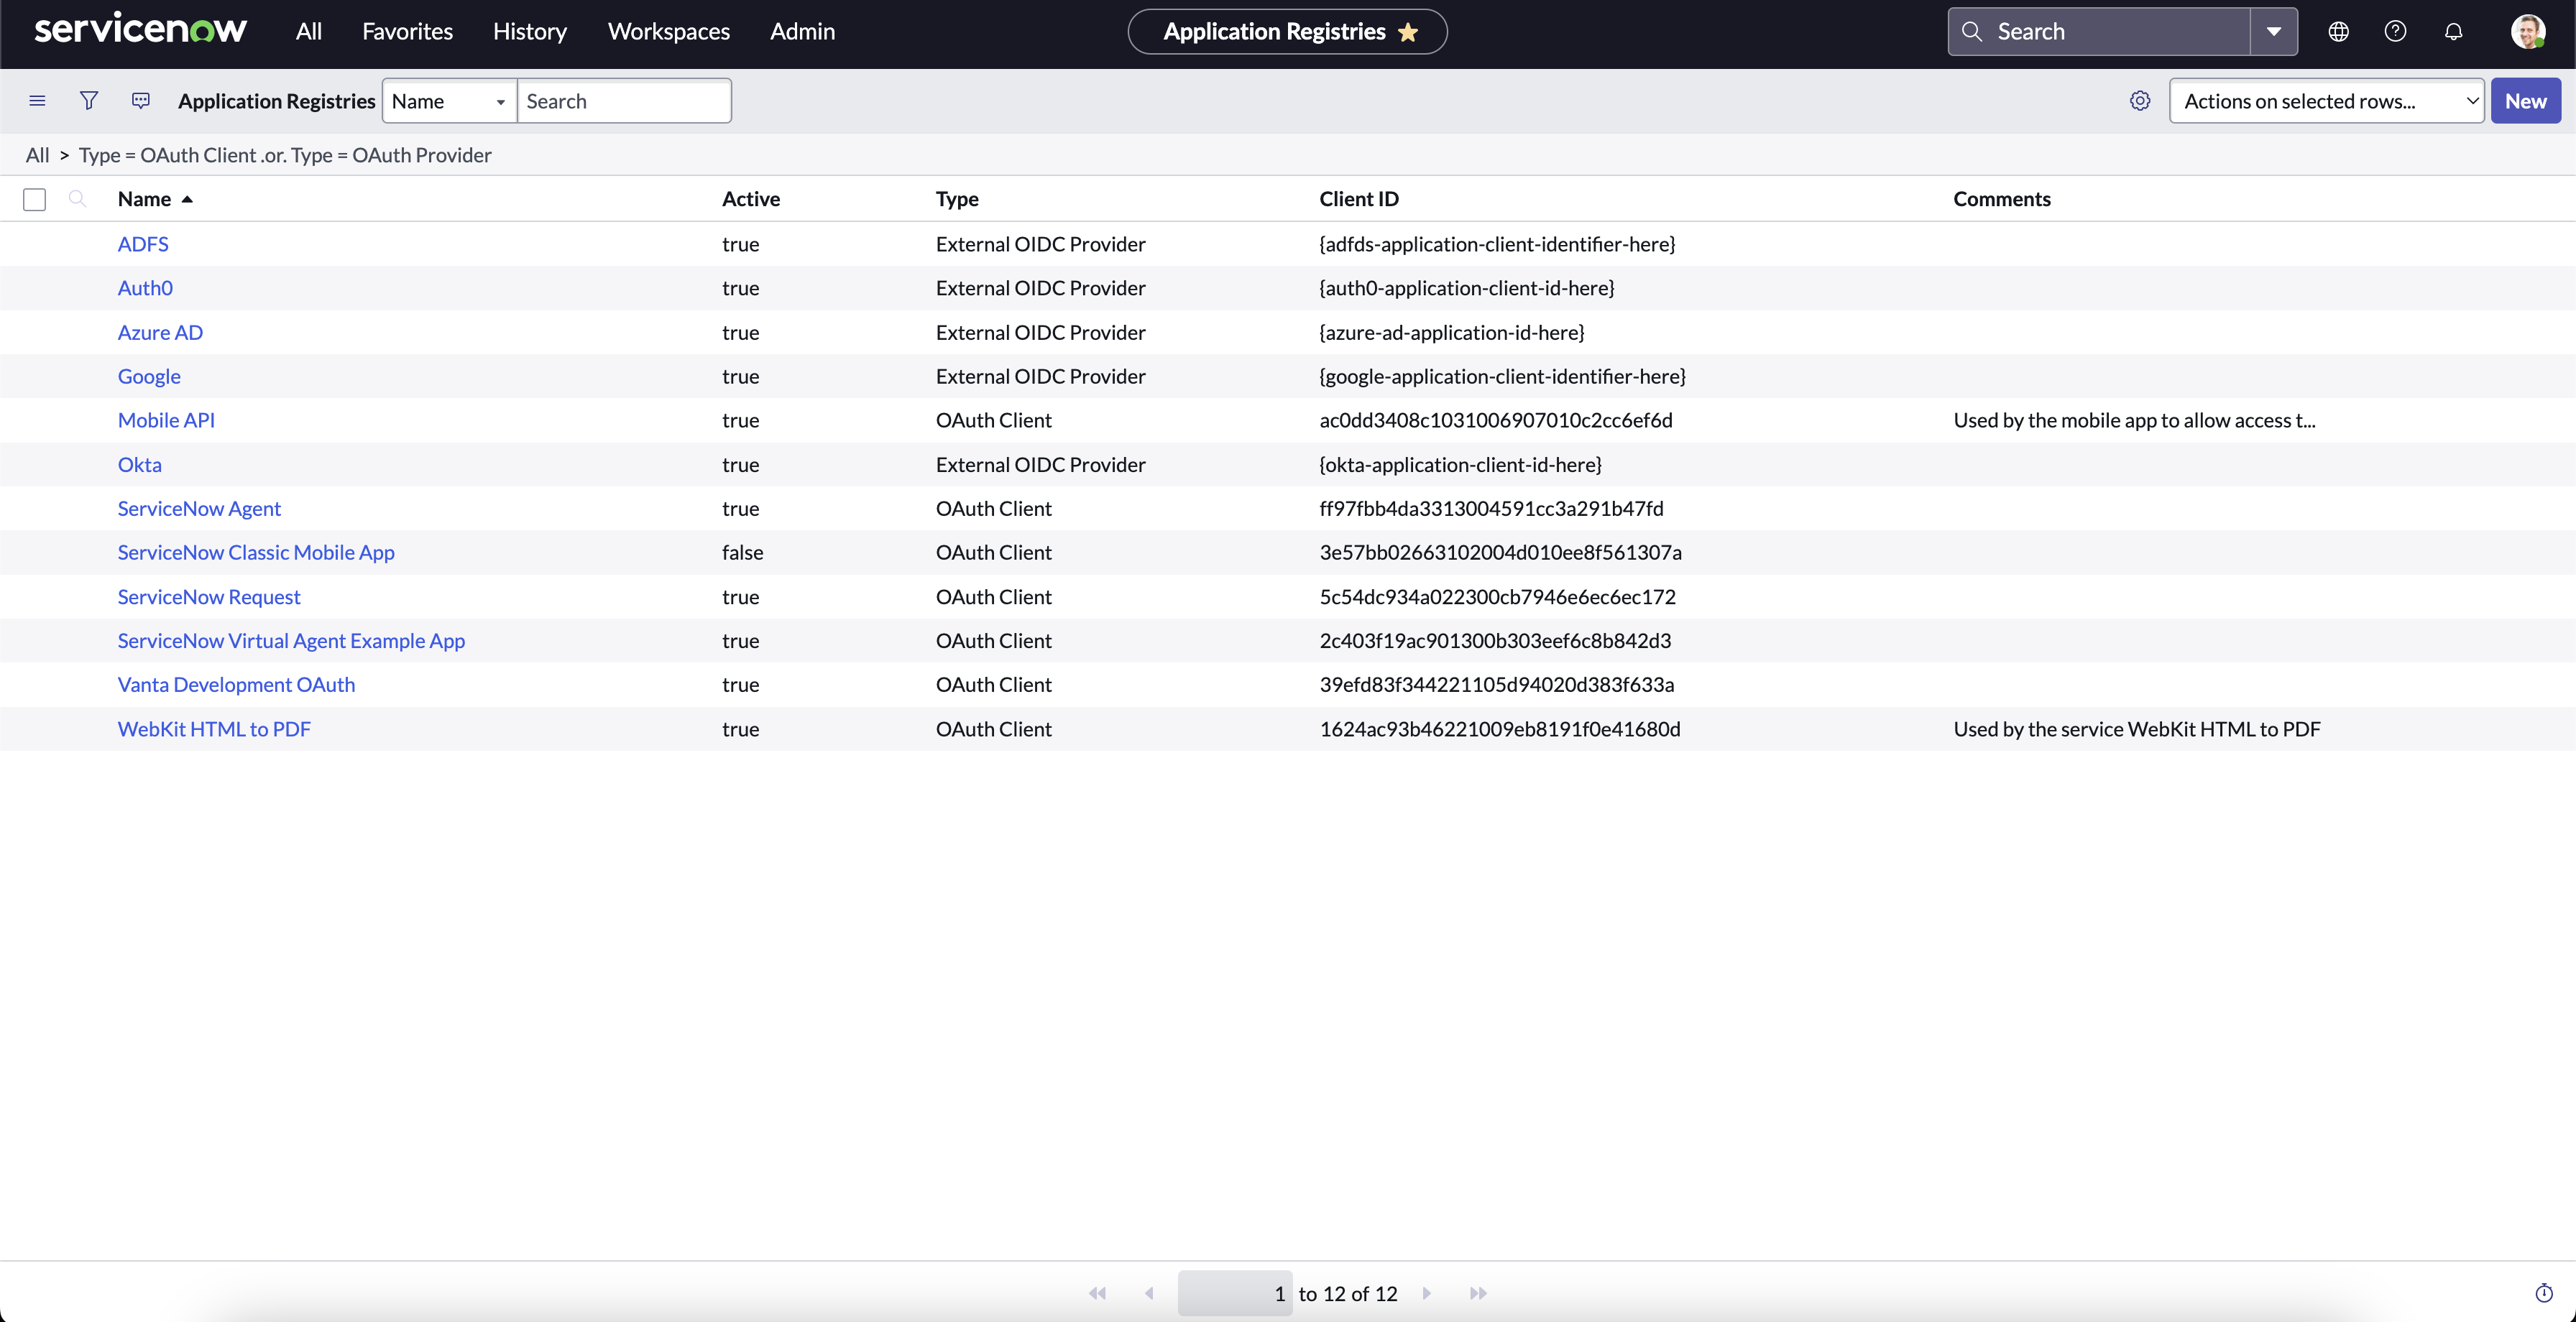 servicenow All Favorites History Workspaces Admin Application Registries Search
Application Registries Name Search Actions on selected rows... New
All > Type = OAuth Client .or. Type = OAuth Provider
Name Active Type Client ID Comments
ADFS true External OIDC Provider {adfds-application-client-identifier-here}
Auth0 true External OIDC Provider {auth0-application-client-id-here}
Azure AD true External OIDC Provider {azure-ad-application-id-here}
Google true External OIDC Provider {google-application-client-identifier-here}
Mobile API true OAuth Client ac0dd3408c1031006907010c2cc6ef6d Used by the mobile app to allow access t...
Okta true External OIDC Provider {okta-application-client-id-here}
ServiceNow Agent true OAuth Client ff97fbb4da3313004591cc3a291b47fd
ServiceNow Classic Mobile App false OAuth Client 3e57bb02663102004d010ee8f561307a
ServiceNow Request true OAuth Client 5c54dc934a022300cb7946e6ec6ec172
ServiceNow Virtual Agent Example App true OAuth Client 2c403f19ac901300b303eef6c8b842d3
Vanta Development OAuth true OAuth Client 39efd83f344221105d94020d383f633a
WebKit HTML to PDF true OAuth Client 1624ac93b46221009eb8191f0e41680d Used by the service WebKit HTML to PDF
1 to 12 of 12